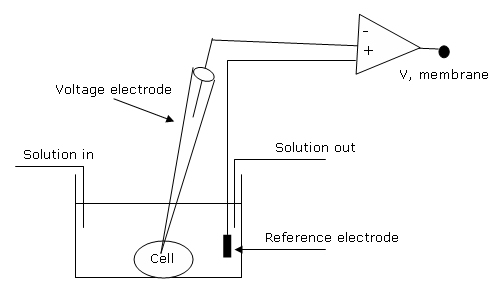 -
+
V, membrane
Voltage electrode
Solution in
Solution out
Reference electrode
Cell